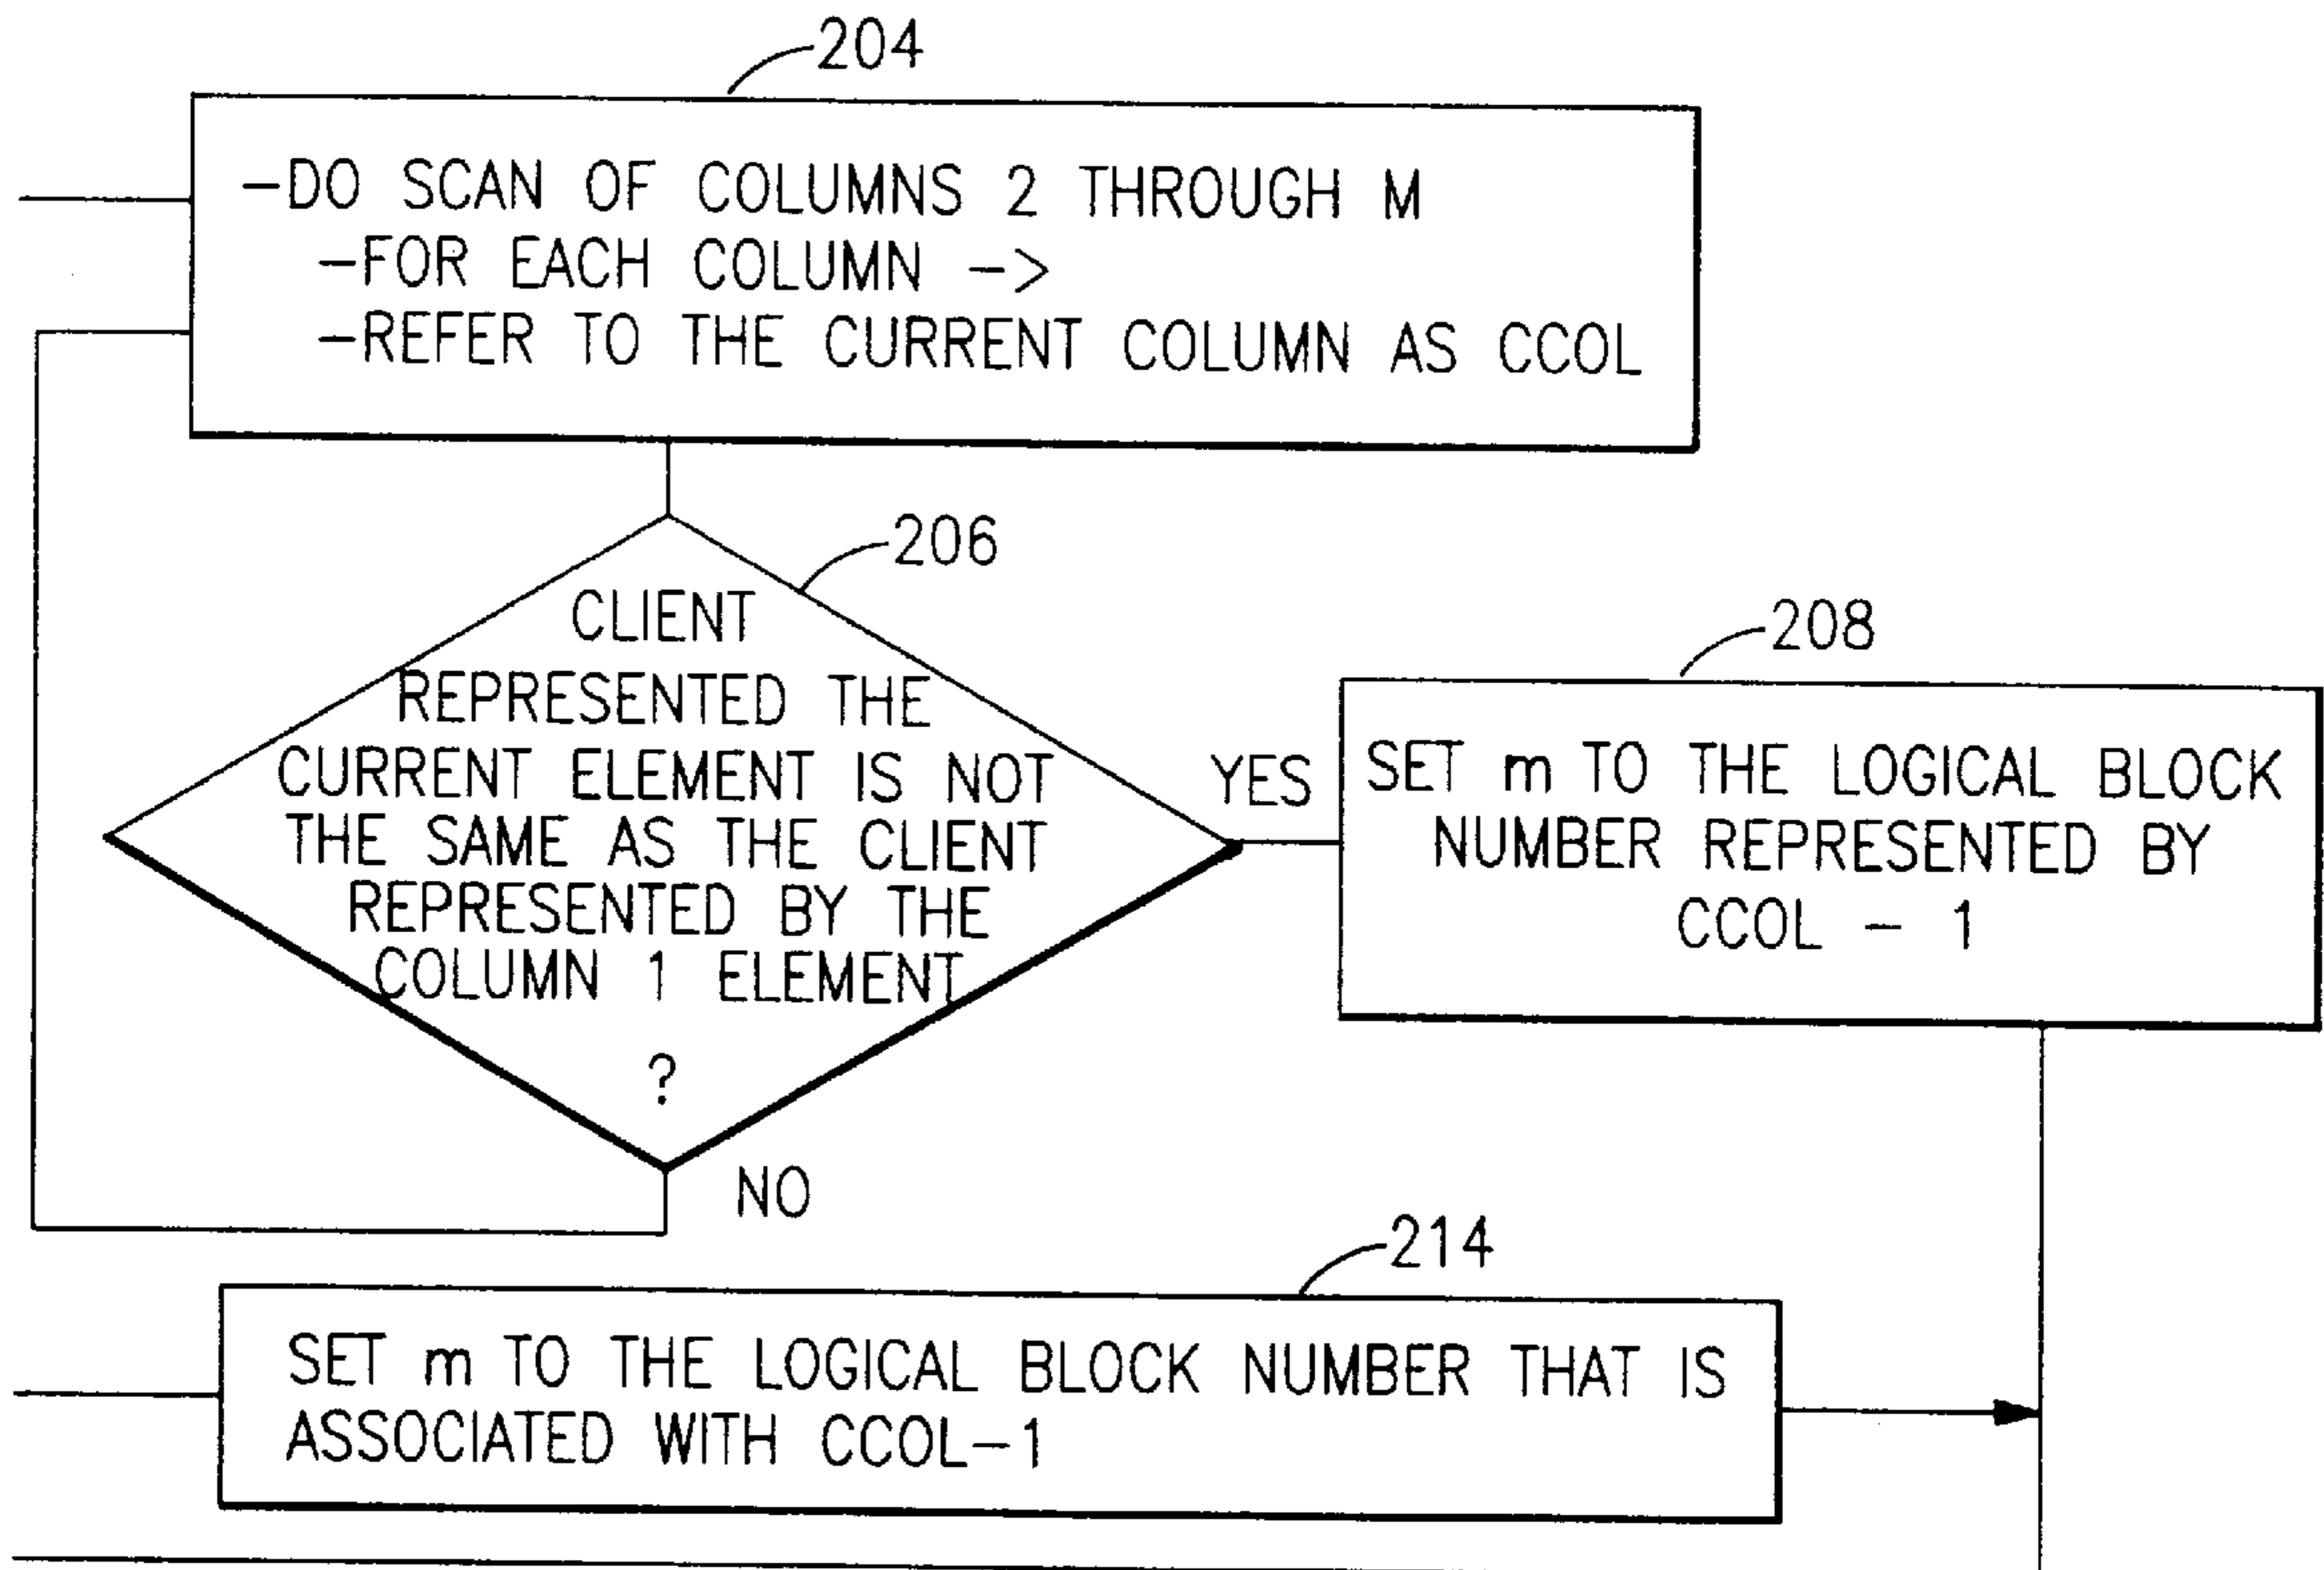 204
-DO SCAN OF COLUMNS 2 THROUGH M
-FOR EACH COLUMN ->
-REFER TO THE CURRENT COLUMN AS CCOL
206
CLIENT
REPRESENTED THE
CURRENT ELEMENT IS NOT
THE SAME AS THE CLIENT
REPRESENTED BY THE
COLUMN 1 ELEMENT
?
YES
NO
208
SET m TO THE LOGICAL BLOCK
NUMBER REPRESENTED BY
CCOL - 1
214
SET m TO THE LOGICAL BLOCK NUMBER THAT IS
ASSOCIATED WITH CCOL-1